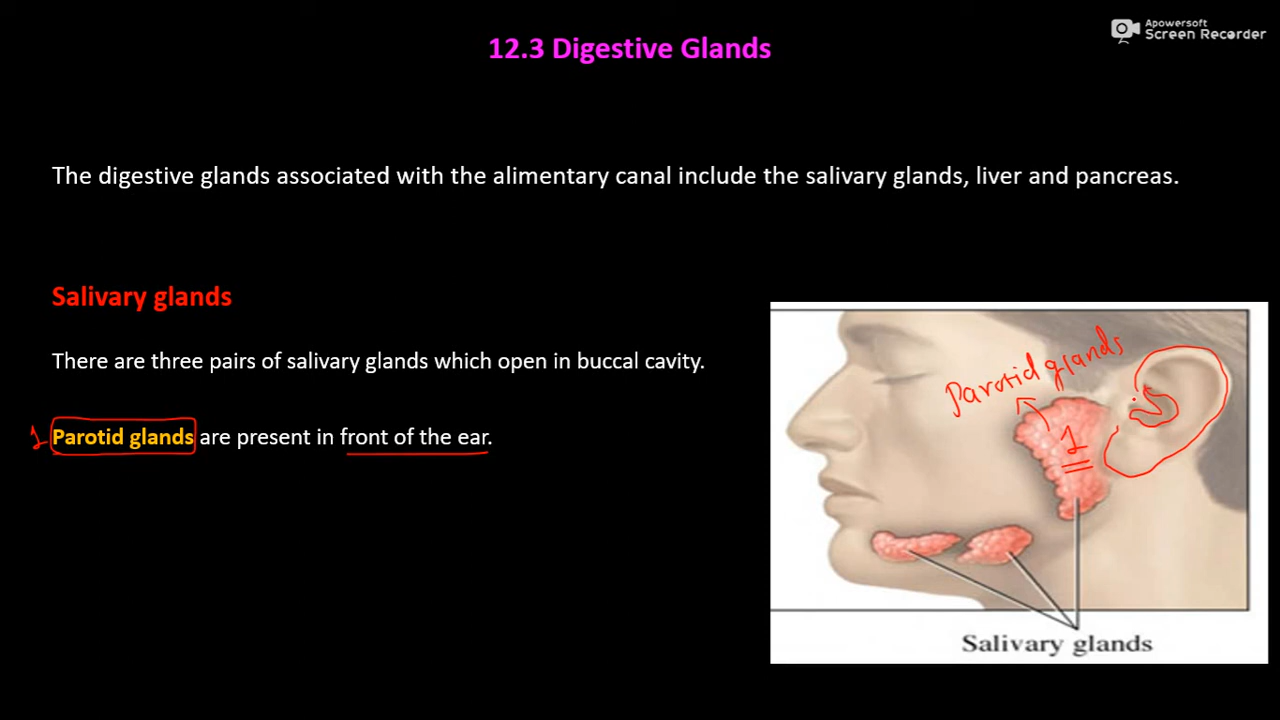 Apowersoft
Screen Recorder
12.3 Digestive Glands
The digestive glands associated with the alimentary canal include the salivary glands, liver and pancreas.
Salivary glands
There are three pairs of salivary glands which open in buccal cavity.
1 Parotid glands are present in front of the ear.
Parotid glands
1
Salivary glands